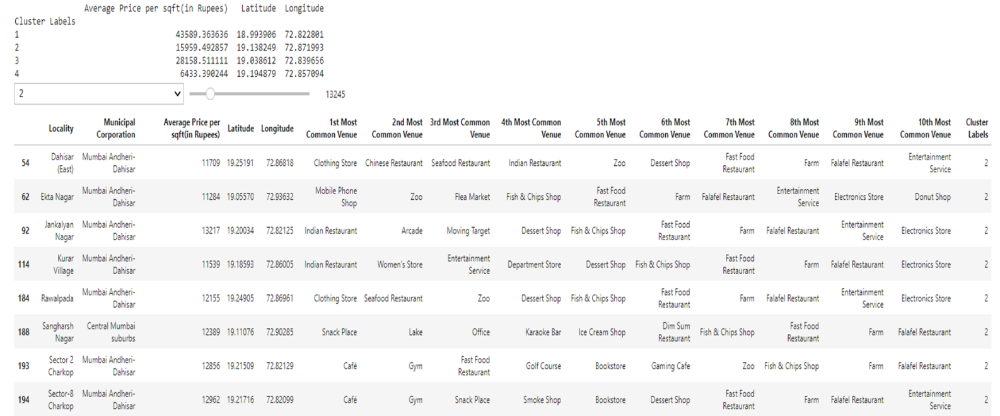 Average Price per sqft(in Rupees) Latitude Longitude
Cluster Labels
1 43589.363636 18.993906 72.822801
2 15959.492857 19.138249 72.871993
3 28158.511111 19.038612 72.839656
4 6433.390244 19.194879 72.857094
2 13245
Locality Municipal Corporation Average Price per sqft(in Rupees) Latitude Longitude 1st Most Common Venue 2nd Most Common Venue 3rd Most Common Venue 4th Most Common Venue 5th Most Common Venue 6th Most Common Venue 7th Most Common Venue 8th Most Common Venue 9th Most Common Venue 10th Most Common Venue Cluster Labels
54 Dahisar (East) Mumbai Andheri-Dahisar 11709 19.25191 72.86818 Clothing Store Chinese Restaurant Seafood Restaurant Indian Restaurant Zoo Dessert Shop Fast Food Restaurant Farm Falafel Restaurant Entertainment Service 2
62 Ekta Nagar Mumbai Andheri-Dahisar 11284 19.05570 72.93632 Mobile Phone Shop Zoo Flea Market Fish & Chips Shop Fast Food Restaurant Farm Falafel Restaurant Entertainment Service Electronics Store Donut Shop 2
92 Jankalyan Nagar Mumbai Andheri-Dahisar 13217 19.20034 72.82125 Indian Restaurant Arcade Moving Target Dessert Shop Fish & Chips Shop Fast Food Restaurant Farm Falafel Restaurant Entertainment Service Electronics Store 2
114 Kurar Village Mumbai Andheri-Dahisar 11539 19.18593 72.86005 Indian Restaurant Women's Store Entertainment Service Department Store Dessert Shop Fish & Chips Shop Fast Food Restaurant Farm Falafel Restaurant Electronics Store 2
184 Rawalpada Mumbai Andheri-Dahisar 12155 19.24905 72.86961 Clothing Store Seafood Restaurant Zoo Dessert Shop Fish & Chips Shop Fast Food Restaurant Farm Falafel Restaurant Entertainment Service Electronics Store 2
188 Sangharsh Nagar Central Mumbai suburbs 12389 19.11076 72.90285 Snack Place Lake Office Karaoke Bar Ice Cream Shop Dim Sum Restaurant Fish & Chips Shop Fast Food Restaurant Farm Falafel Restaurant 2
193 Sector 2 Charkop Mumbai Andheri-Dahisar 12856 19.21509 72.82129 Café Gym Fast Food Restaurant Golf Course Bookstore Gaming Cafe Zoo Fish & Chips Shop Farm Falafel Restaurant 2
194 Sector-8 Charkop Mumbai Andheri-Dahisar 12962 19.21716 72.82099 Café Gym Snack Place Smoke Shop Bookstore Dessert Shop Fast Food Restaurant Farm Falafel Restaurant Entertainment Service 2